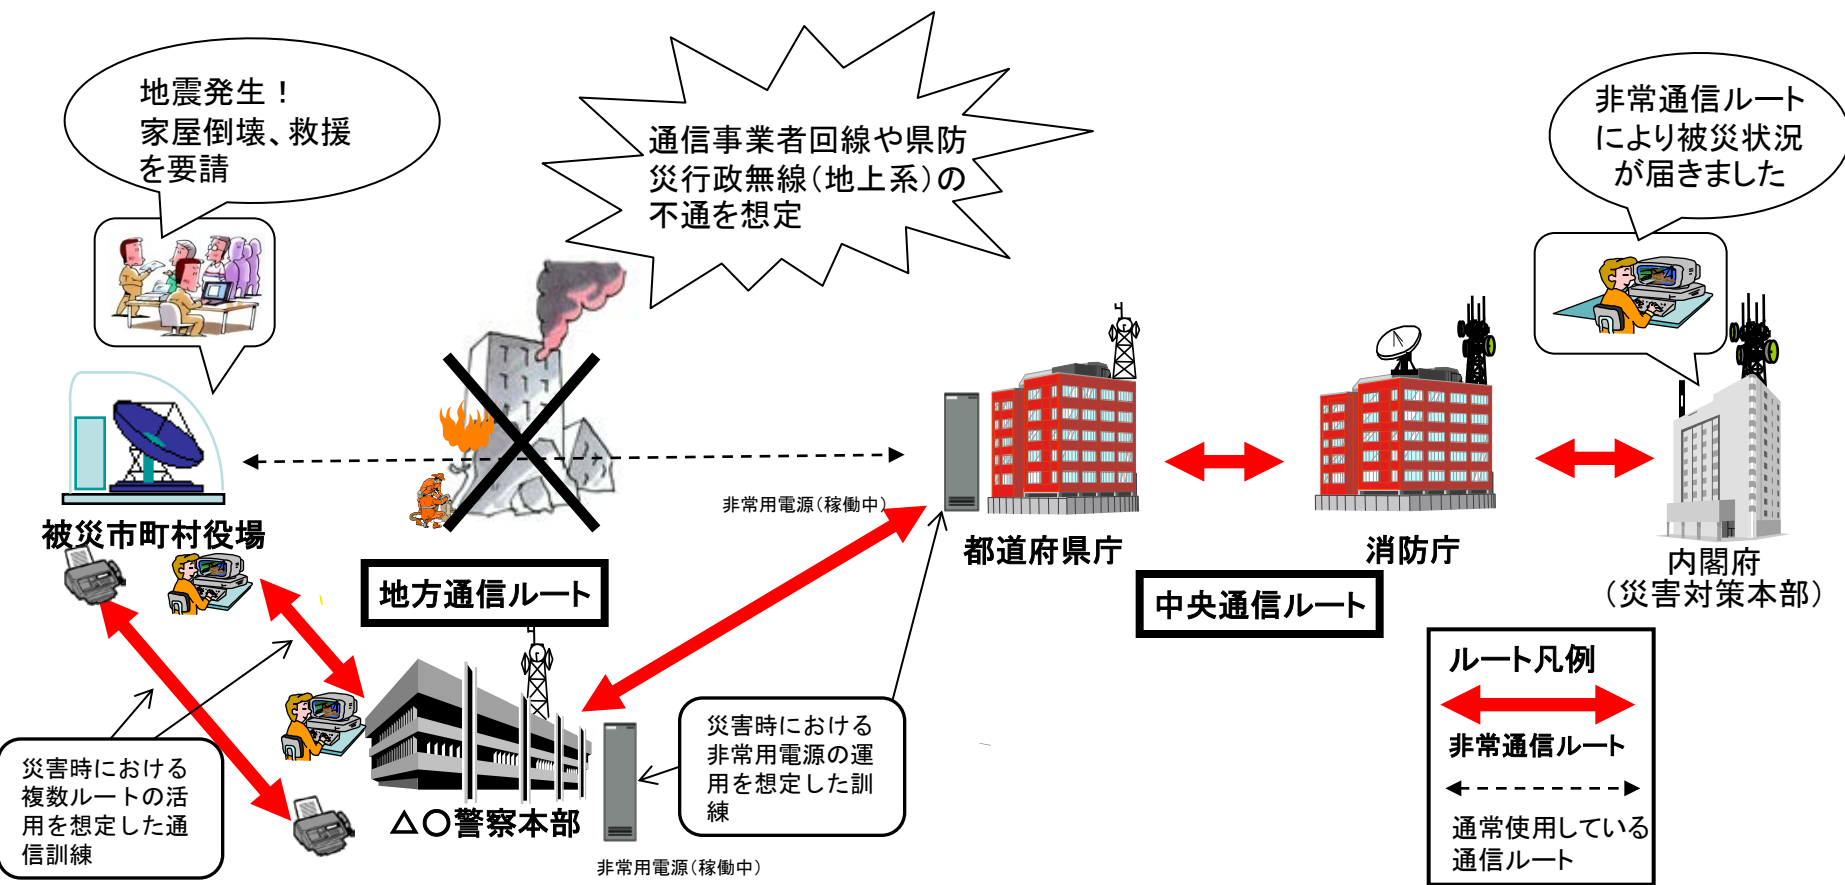 地震発生！
家屋倒壊、救援
を要請
通信事業者回線や県防
災行政無線（地上系）の
不通を想定
非常通信ルート
により被災状況
が届きました
非常用電源（稼働中）
被災市町村役場
都道府県庁
消防庁
内閣府
（災害対策本部）
地方通信ルート
中央通信ルート
ルート凡例
非常通信ルート
通常使用している
通信ルート
災害時における
非常用電源の運
用を想定した訓
練
災害時における
複数ルートの活
用を想定した通
信訓練
△〇警察本部
非常用電源（稼働中）